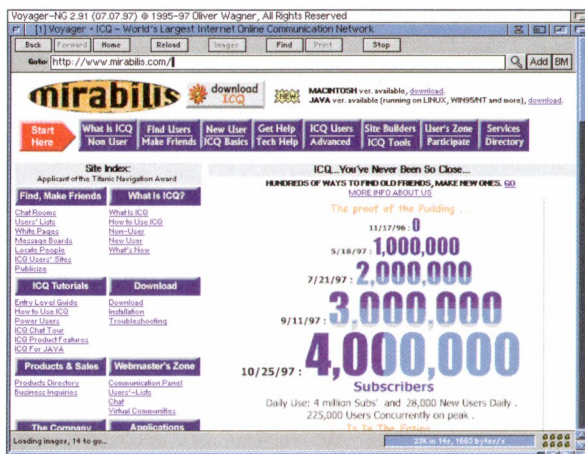 Voyager-NG 2.91 (07.07.97) © 1995-97 Oliver Wagner, All Rights Reserved
[1] Voyager • ICQ - World's Largest Internet Online Communication Network
Back Forward Home Reload Images Find Print Stop
Goto: http://www.mirabilis.com/ Add BM
mirabilis
download
ICQ
NEW
MACINTOSH ver. available, download.
JAVA ver. available (running on LINUX, WIN95/NT and more), download.
Start
Here
What Is ICQ
Non User
Find Users
Make Friends
New User
ICQ Basics
Get Help
Tech Help
ICQ Users
Advanced
Site Builders
ICQ Tools
User's Zone
Participate
Services
Directory
Site Index:
Applicant of the Titanic Navigation Award
Find, Make Friends
Chat Rooms
Users' Lists
White Pages
Message Boards
Locate People
ICQ Users' Sites
Publicize
What Is ICQ?
What Is ICQ
How to Use ICQ
Non-User
New User
What's New
ICQ Tutorials
Entry Level Guide
How to Use ICQ
Power Users
ICQ Chat Tour
ICQ Product Features
ICQ For JAVA
Download
Download
Installation
Troubleshooting
Products & Sales
Products Directory
Business Inquiries
Webmaster's Zone
Communication Panel
Users'-Lists
Chat
Virtual Communities
The Company
Applications
ICQ...You've Never Been So Close...
HUNDREDS OF WAYS TO FIND OLD FRIENDS, MAKE NEW ONES. GO
MORE INFO ABOUT US
The proof of the Pudding ...
11/17/96 : 0
5/18/97 : 1,000,000
7/21/97 : 2,000,000
9/11/97 : 3,000,000
10/25/97 : 4,000,000
Subscribers
Daily Use: 4 million Subs' and 28,000 New Users Daily .
225,000 Users Concurrently on peak .
Is In The Eating
Loading images, 14 to go...
23K in 14s, 1660 bytes/s